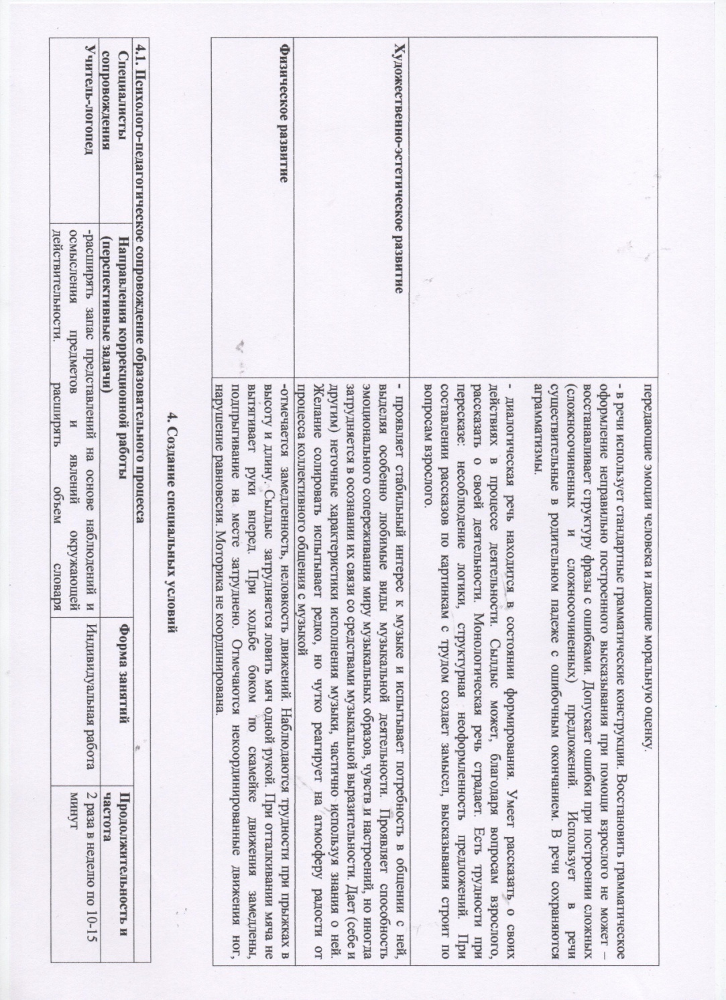 передающие эмоции человека и дающие моральную оценку.
- в речи использует стандартные грамматические конструкции. Восстановить грамматическое
оформление неправильно построенного высказывания при помощи взрослого не может –
восстанавливает структуру фразы с ошибками. Допускает ошибки при построении сложных
(сложносочиненных и сложносочиненных) предложений. Использует в речи
существительные в родительном падеже с ошибочным окончанием. В речи сохраняются
аграмматизмы.
- диалогическая речь находится в состоянии формирования. Умеет рассказать о своих
действиях в процессе деятельности. Сылдыс может, благодаря вопросам взрослого,
рассказать о своей деятельности. Монологическая речь страдает. Есть трудности при
пересказе: несоблюдение логики, структурная неоформленность предложений. При
составлении рассказов по картинкам с трудом создает замысел, высказывания строит по
вопросам взрослого.
Художественно-эстетическое развитие
- проявляет стабильный интерес к музыке и испытывает потребность в общении с ней,
выделяя особенно любимые виды музыкальной деятельности. Проявляет способность
эмоционального сопереживания миру музыкальных образов, чувств и настроений, но иногда
затрудняется в осознании их связи со средствами музыкальной выразительности. Дает (себе и
другим) неточные характеристики исполнения музыки, частично используя знания о ней.
Желание солировать испытывает редко, но чутко реагирует на атмосферу радости от
процесса коллективного общения с музыкой
Физическое развитие
-отмечается замедленность, неловкость движений. Наблюдаются трудности при прыжках в
высоту и длину. Сылдыс затрудняется ловить мяч одной рукой. При отталкивании мяча не
вытягивает руки вперед. При ходьбе боком по скамейке движения замедлены,
подпрыгивание на месте затруднено. Отмечаются некоординированные движения ног,
нарушение равновесия. Моторика не координирована.
4. Создание специальных условий
4.1. Психолого-педагогическое сопровождение образовательного процесса
Специалисты
сопровождения
Направления коррекционной работы
(перспективные задачи)
Форма занятий
Продолжительность и
частота
Учитель-логопед
-расширять запас представлений на основе наблюдений и
осмысления предметов и явлений окружающей
действительности. расширять объем словаря
Индивидуальная работа
2 раза в неделю по 10-15
минут